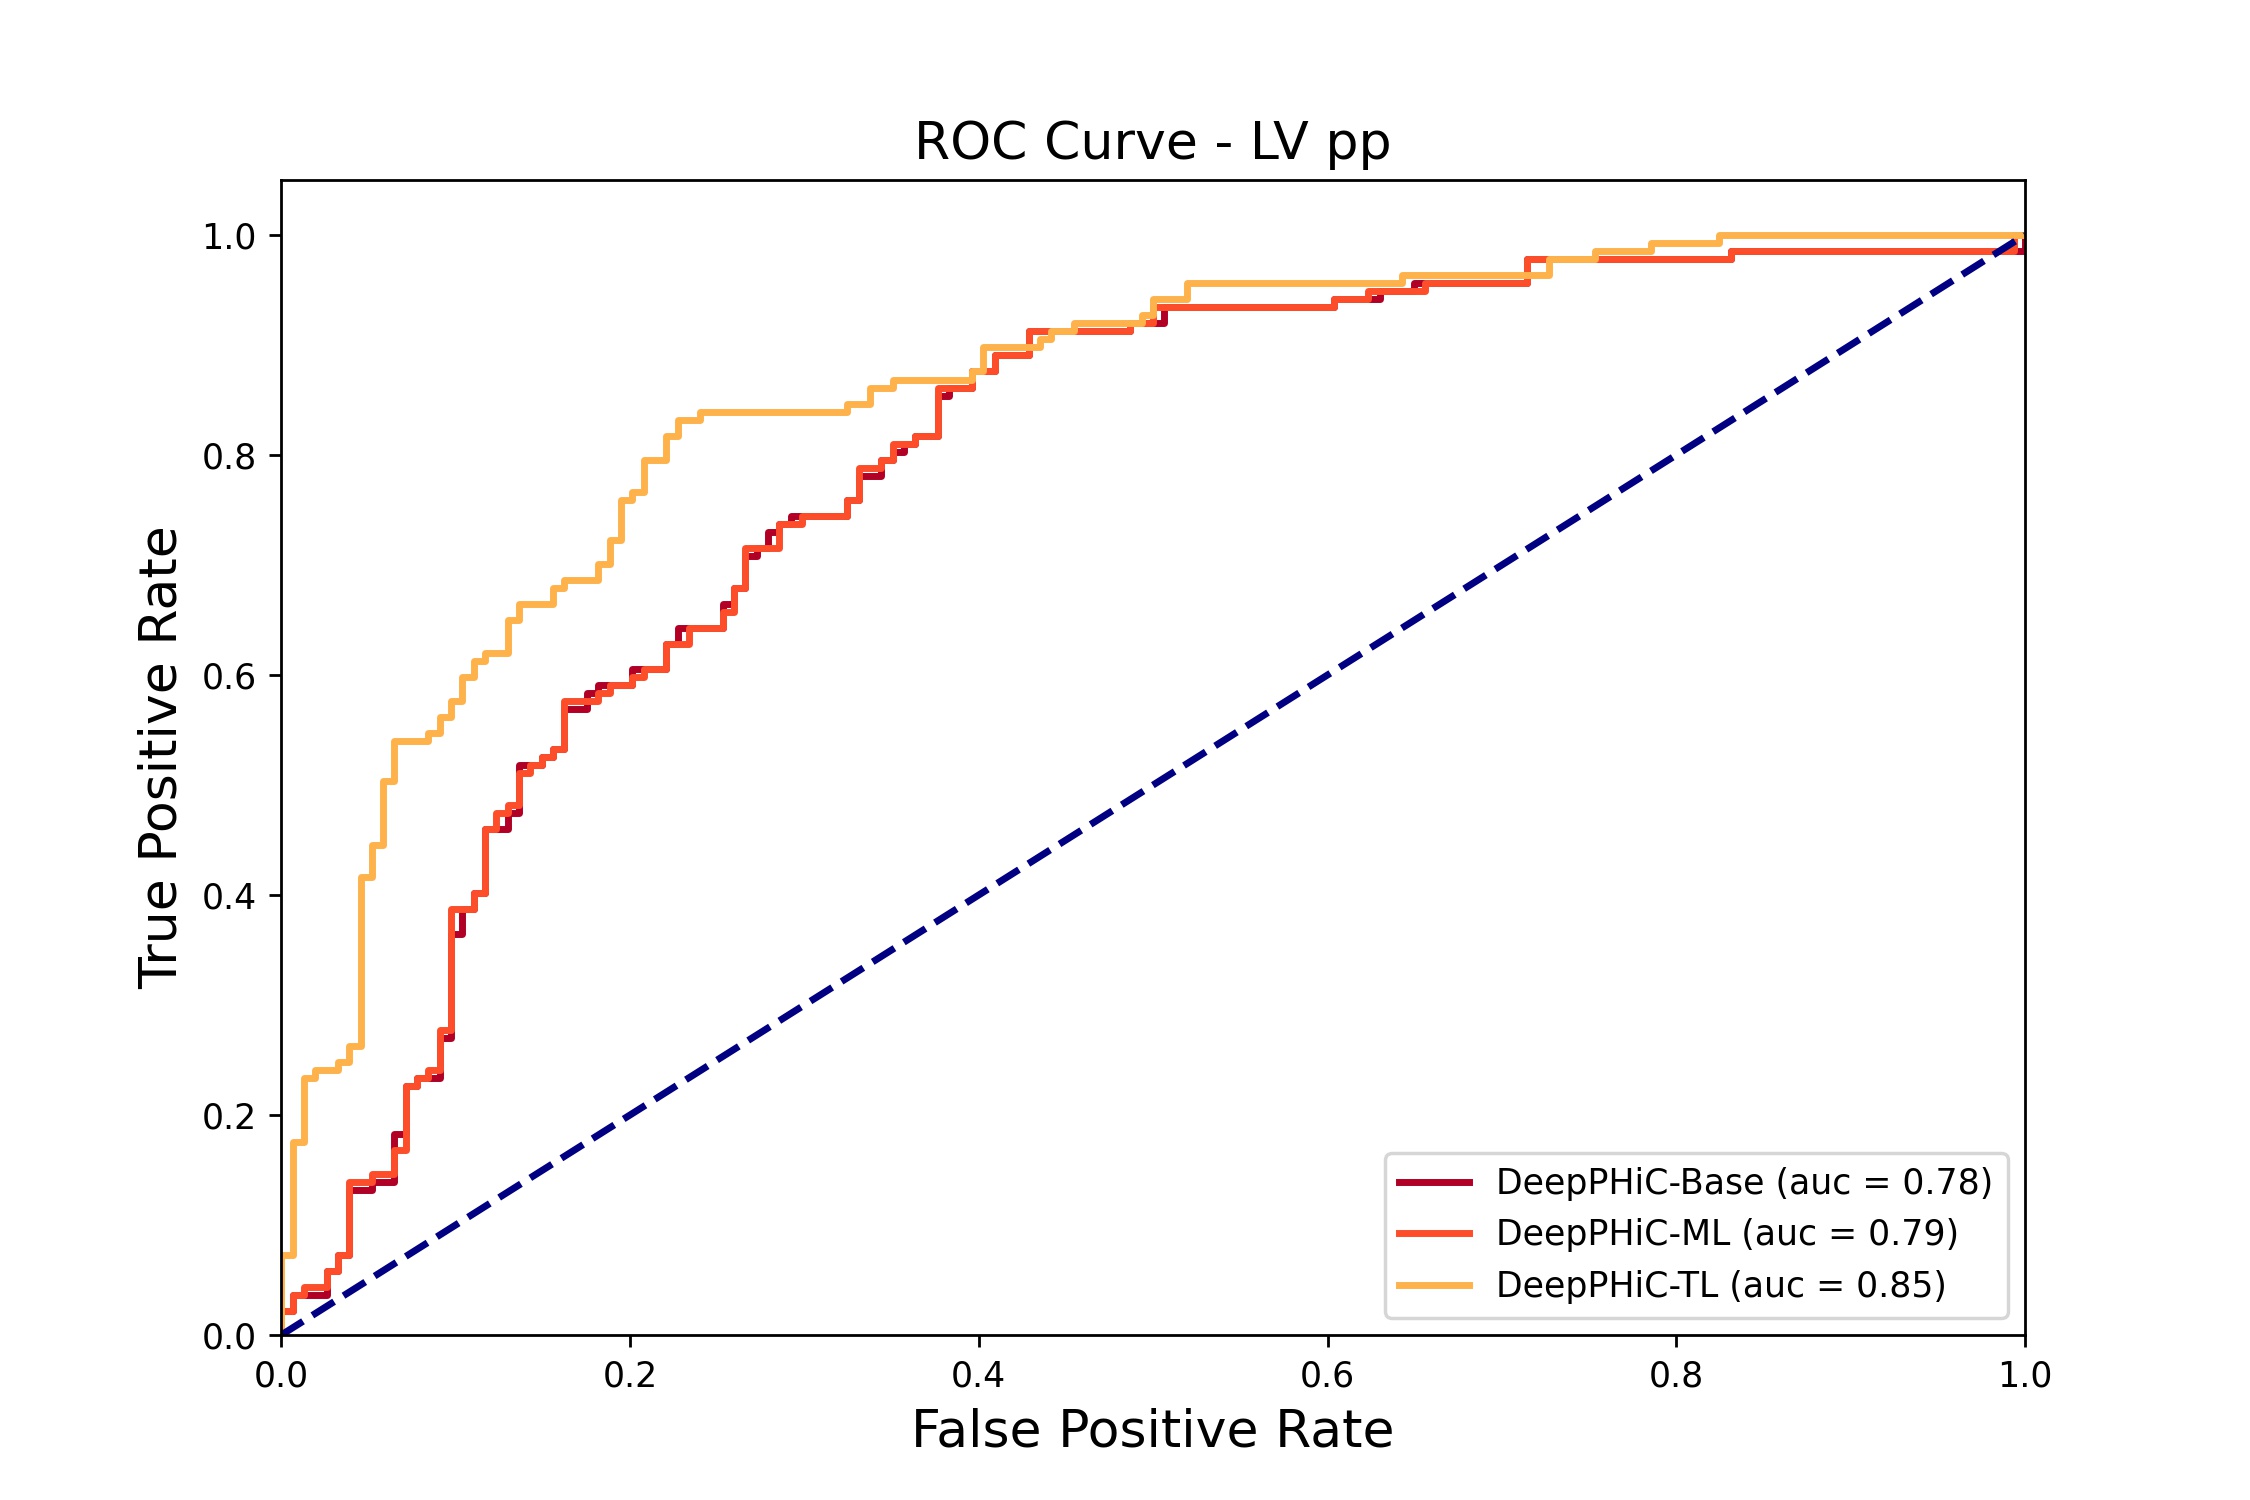 ROC Curve - LV pp
True Positive Rate
1.0
0.8
0.6
0.4
0.2
0.0
0.0 0.2 0.4 0.6 0.8 1.0
False Positive Rate
DeepPHiC-Base (auc = 0.78)
DeepPHiC-ML (auc = 0.79)
DeepPHiC-TL (auc = 0.85)